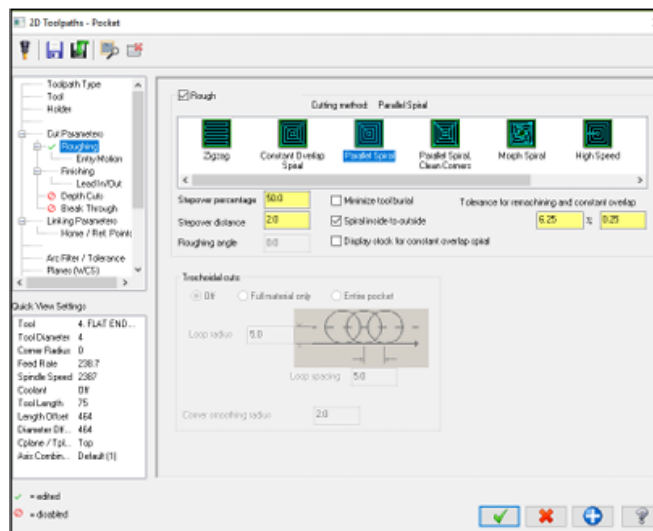 2D Toolpaths - Pocket
Toolpath Type
Tool
Holder
Cut Parameters
Roughing
Entry Motion
Finishing
Lead In/Out
Depth Cuts
Break Through
Linking Parameters
Home / Ref. Points
Arc Filter / Tolerance
Planes (WCS)
Quick View Settings
Tool 4. FLAT END...
Tool Diameter 4
Corner Radius 0
Feed Rate 238.7
Spindle Speed 2387
Coolant Off
Tool Length 75
Length Offset 464
Diameter Off... 464
Cplane / Tpl... Top
Axis Combin... Default (1)
= edited
= disabled
Rough
Cutting method: Parallel Spiral
Zigzag
Constant Overlap Spiral
Parallel Spiral
Parallel Spiral, Clean Corners
Morph Spiral
High Speed
Stepover percentage 50.0
Minimize tool burial
Tolerance for remachining and constant overlap
Stepover distance 2.0
Spiral inside to outside
6.25 % 0.25
Roughing angle 0.0
Display stock for constant overlap spiral
Trochoidal cuts
Off Full material only Entire pocket
Loop radius 5.0
Loop spacing 5.0
Corner smoothing radius 2.0